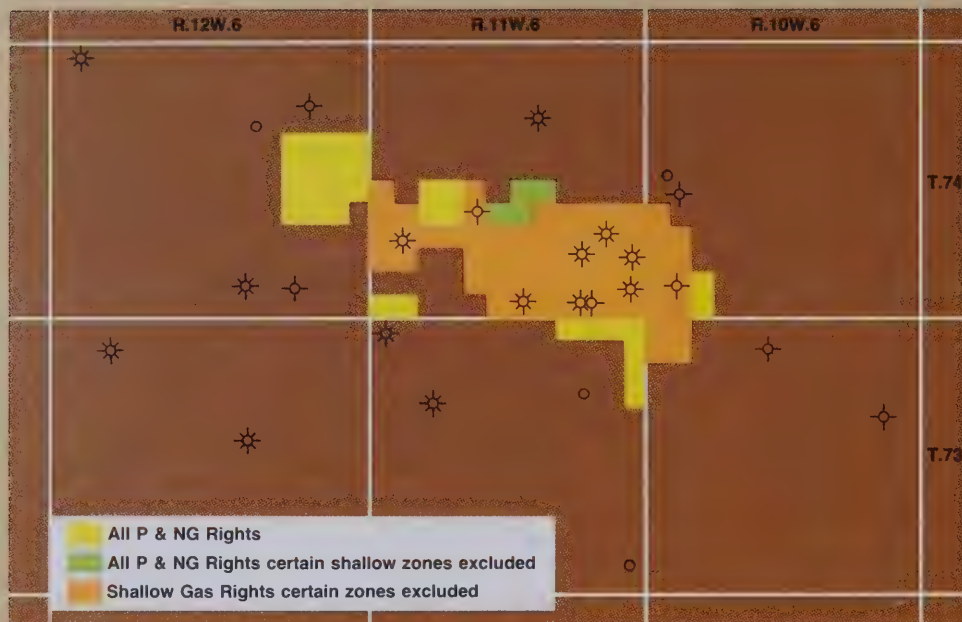 R.12W.6 R.11W.6 R.10W.6
T.74
T.73
All P & NG Rights
All P & NG Rights certain shallow zones excluded
Shallow Gas Rights certain zones excluded